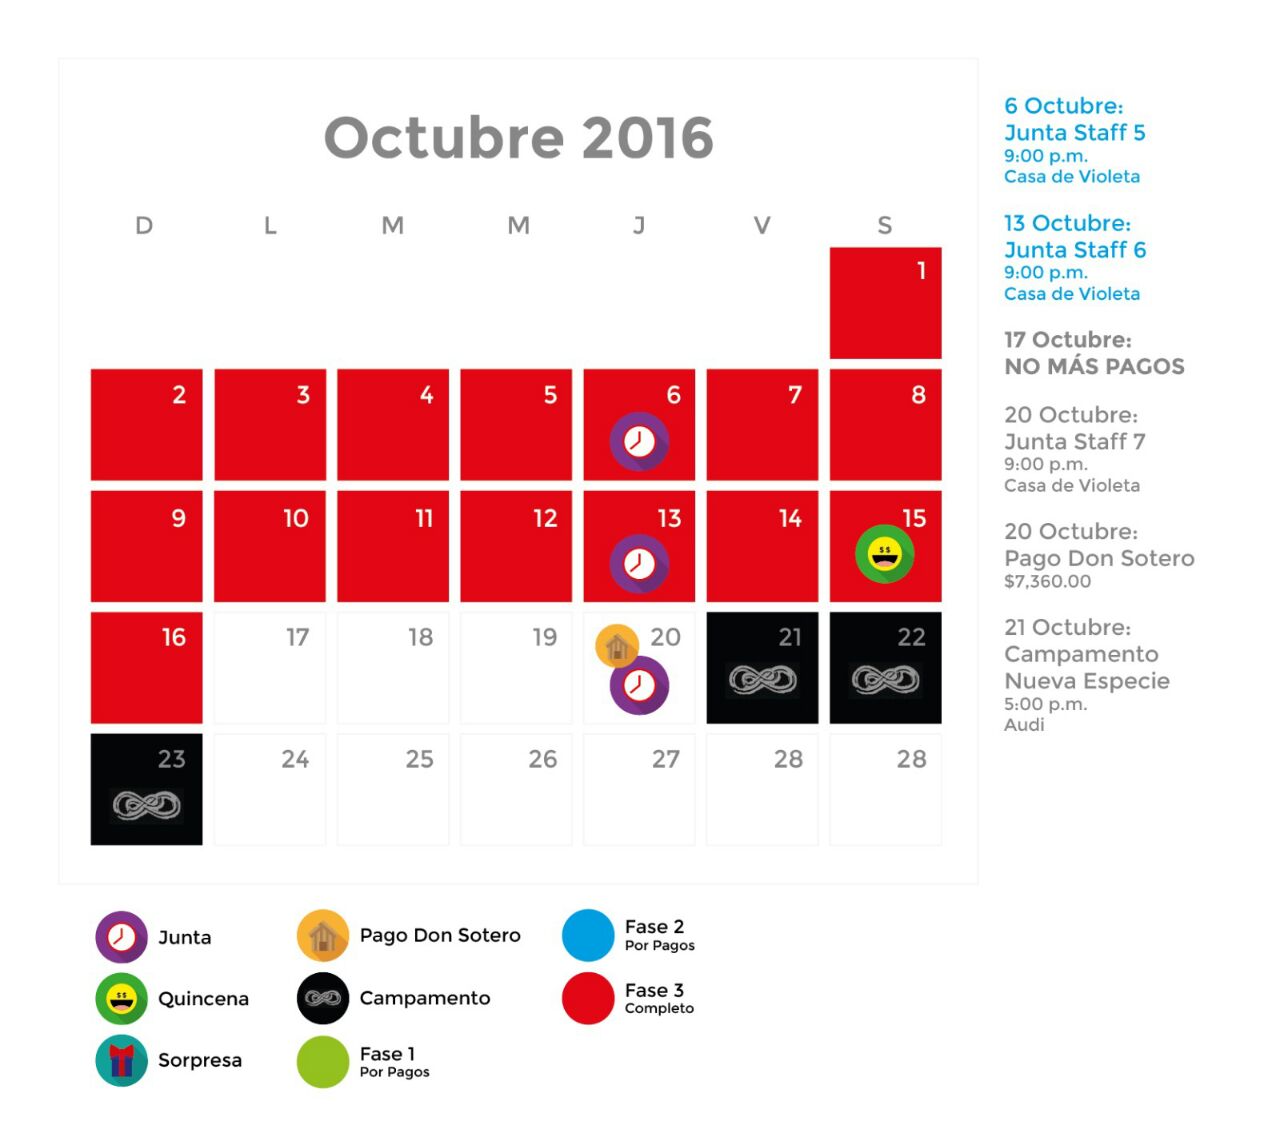 Octubre 2016
D L M M J V S
1
2 3 4 5 6 7 8
9 10 11 12 13 14 15
$$
16 17 18 19 20 21 22
23 24 25 26 27 28 28
6 Octubre:
Junta Staff 5
9:00 p.m.
Casa de Violeta
13 Octubre:
Junta Staff 6
9:00 p.m.
Casa de Violeta
17 Octubre:
NO MÁS PAGOS
20 Octubre:
Junta Staff 7
9:00 p.m.
Casa de Violeta
20 Octubre:
Pago Don Sotero
$7,360.00
21 Octubre:
Campamento
Nueva Especie
5:00 p.m.
Audi
Junta
$$
Quincena
Sorpresa
Pago Don Sotero
Campamento
Fase 1
Por Pagos
Fase 2
Por Pagos
Fase 3
Completo